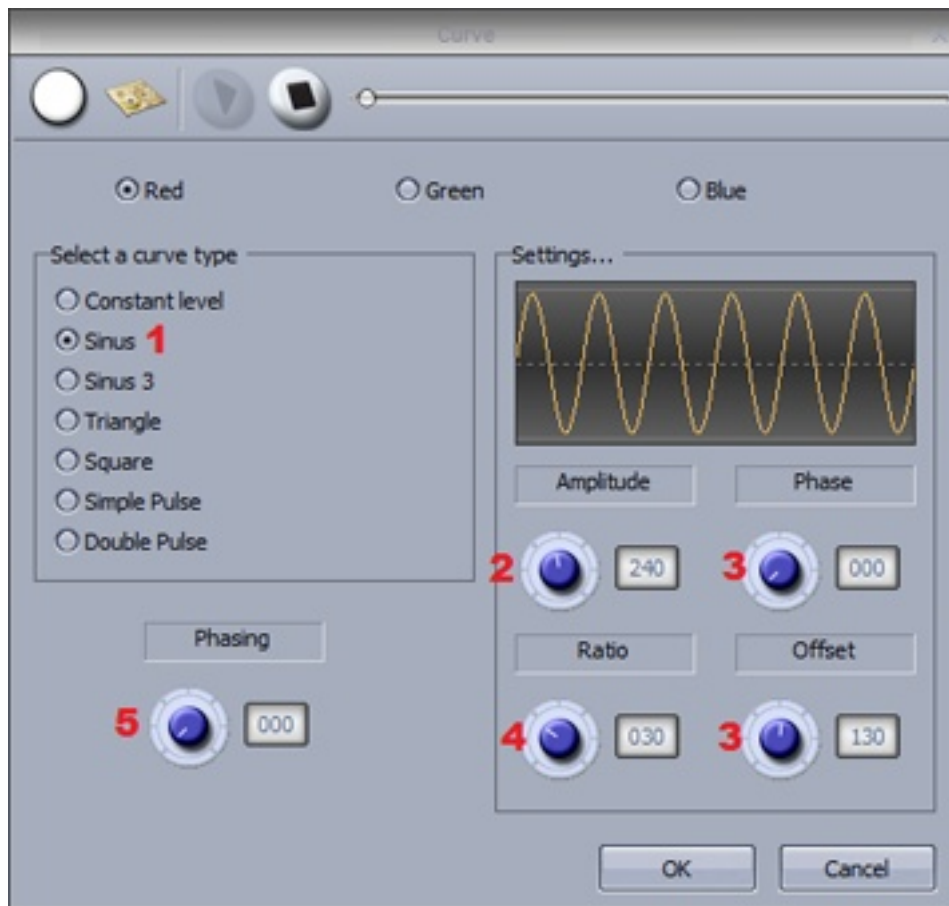 Curve
Red Green Blue
Select a curve type
Constant level
Sinus 1
Sinus 3
Triangle
Square
Simple Pulse
Double Pulse
Phasing
5 000
Settings...
Amplitude Phase
2 240 3 000
Ratio Offset
4 030 3 130
OK Cancel